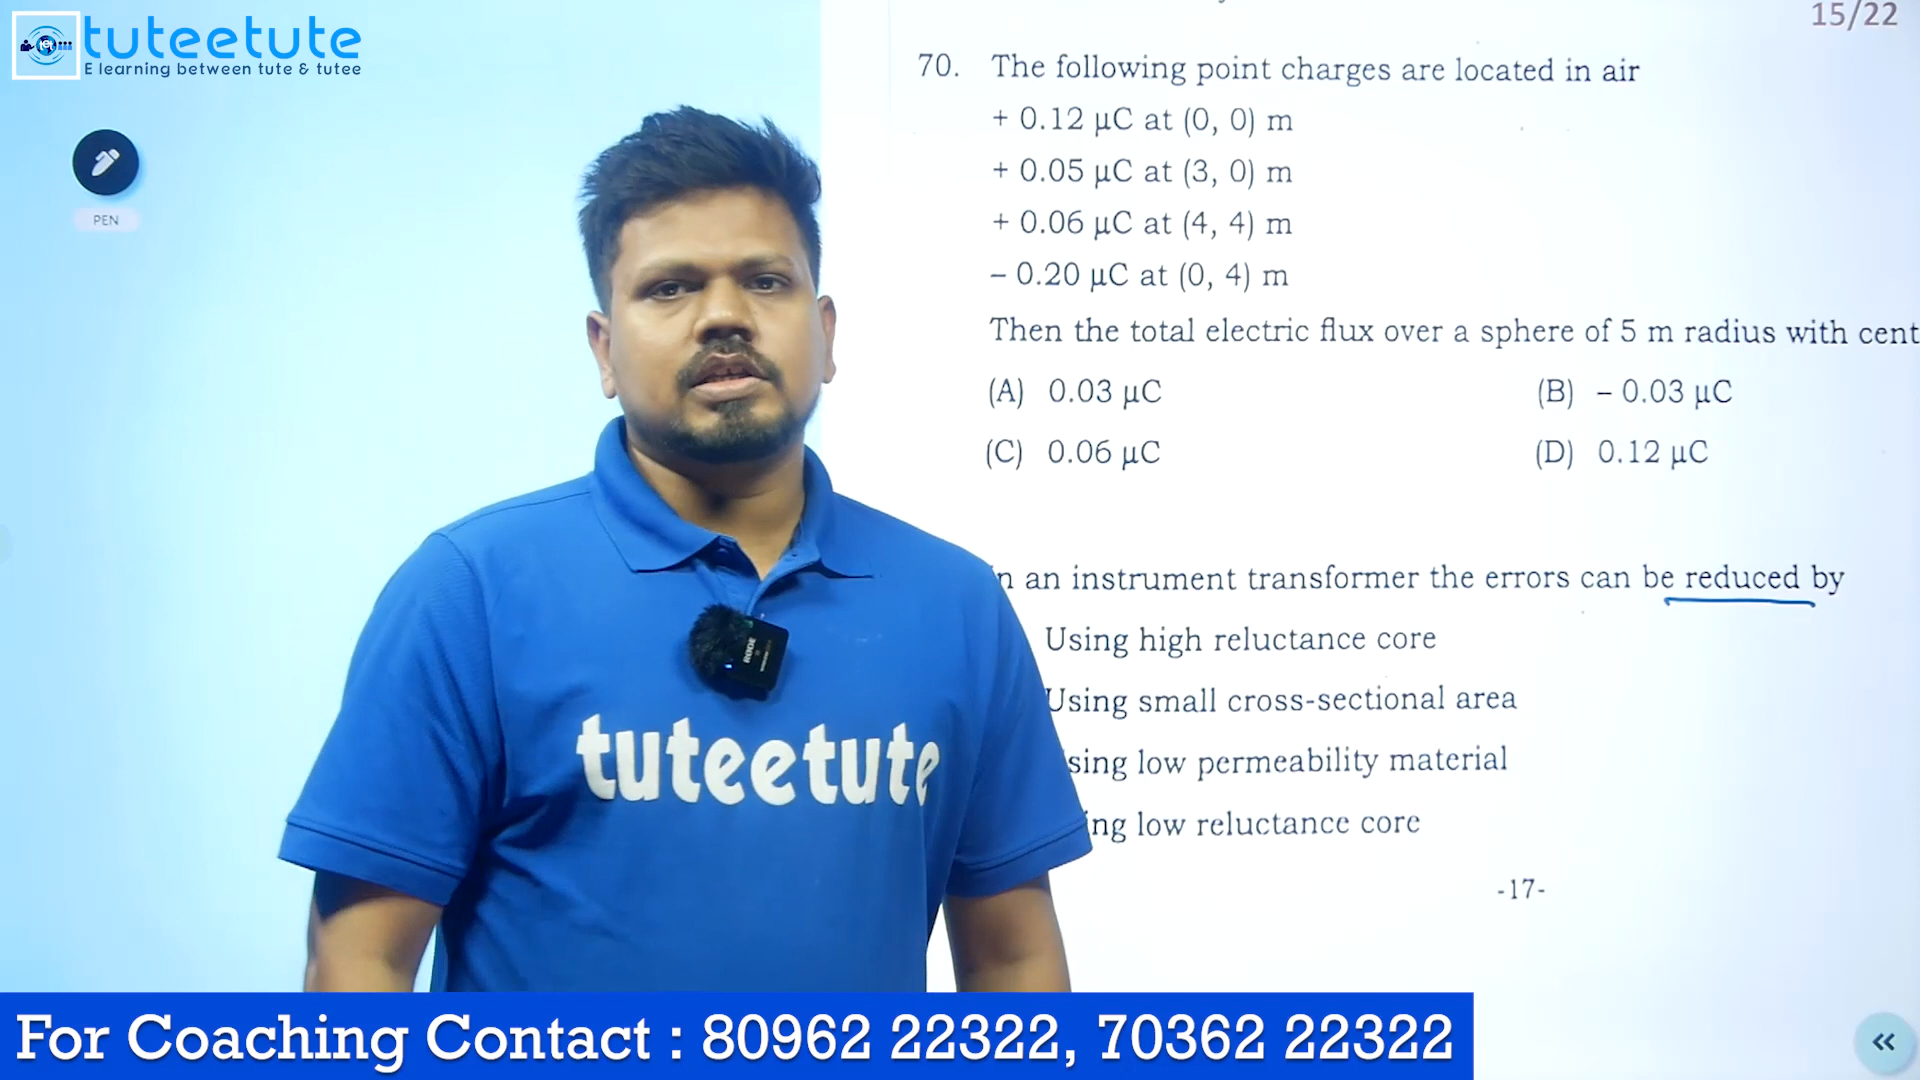 tuteetute
E learning between tute & tutee
PEN
15/22
70. The following point charges are located in air
+ 0.12 µC at (0, 0) m
+ 0.05 µC at (3, 0) m
+ 0.06 µC at (4, 4) m
– 0.20 µC at (0, 4) m
Then the total electric flux over a sphere of 5 m radius with cent
(A) 0.03 µC
(B) – 0.03 µC
(C) 0.06 µC
(D) 0.12 µC
n an instrument transformer the errors can be reduced by
Using high reluctance core
Using small cross-sectional area
sing low permeability material
ing low reluctance core
-17-
RODE
tuteetute
For Coaching Contact : 80962 22322, 70362 22322